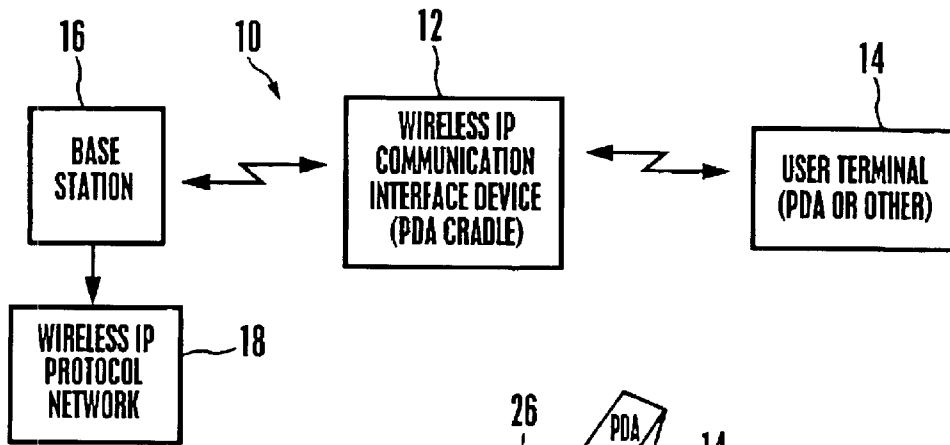 16
10
12
14
BASE
STATION
WIRELESS IP
COMMUNICATION
INTERFACE DEVICE
(PDA CRADLE)
USER TERMINAL
(PDA OR OTHER)
WIRELESS IP
PROTOCOL
NETWORK
18
26
PDA
14